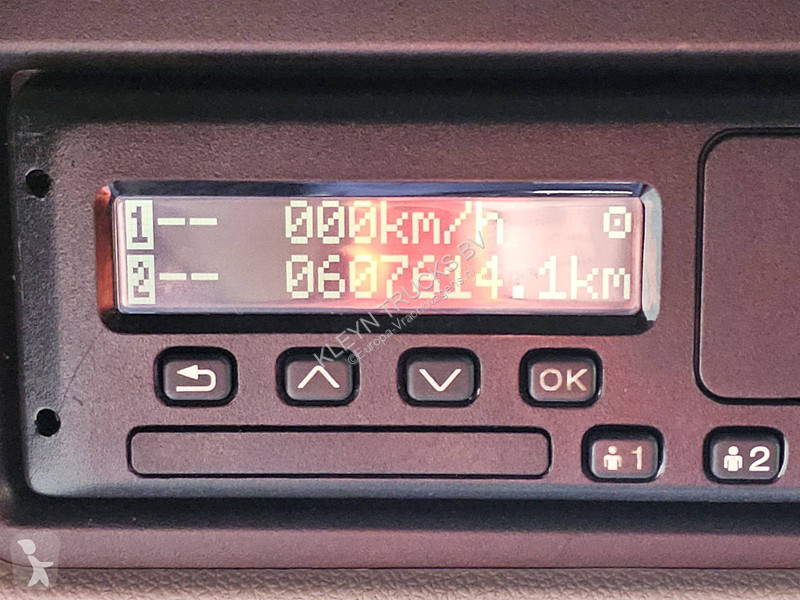 1-- 000km/h
2-- 0607614.1km
KLEYN TRUCKS BV
OK
1
2